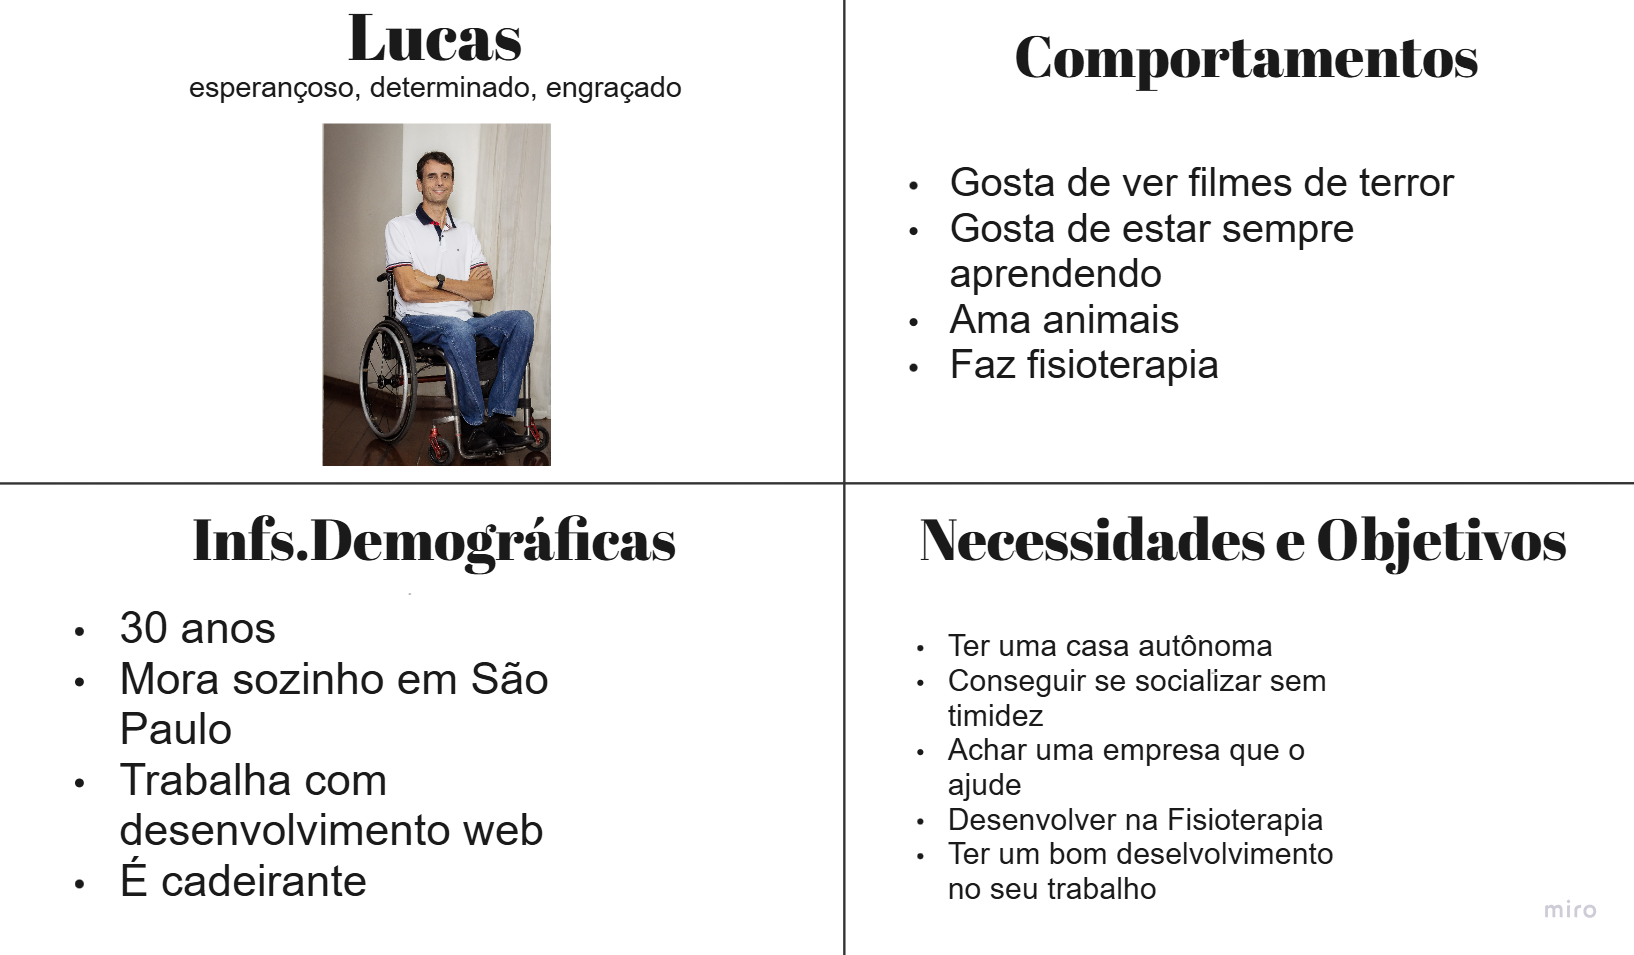 Lucas
esperançoso, determinado, engraçado
Comportamentos
Gosta de ver filmes de terror
Gosta de estar sempre
aprendendo
Ama animais
Faz fisioterapia
Infs.Demográficas
30 anos
Mora sozinho em São
Paulo
Trabalha com
desenvolvimento web
É cadeirante
Necessidades e Objetivos
Ter uma casa autônoma
Conseguir se socializar sem
timidez
Achar uma empresa que o
ajude
Desenvolver na Fisioterapia
Ter um bom deselvolvimento
no seu trabalho
miro